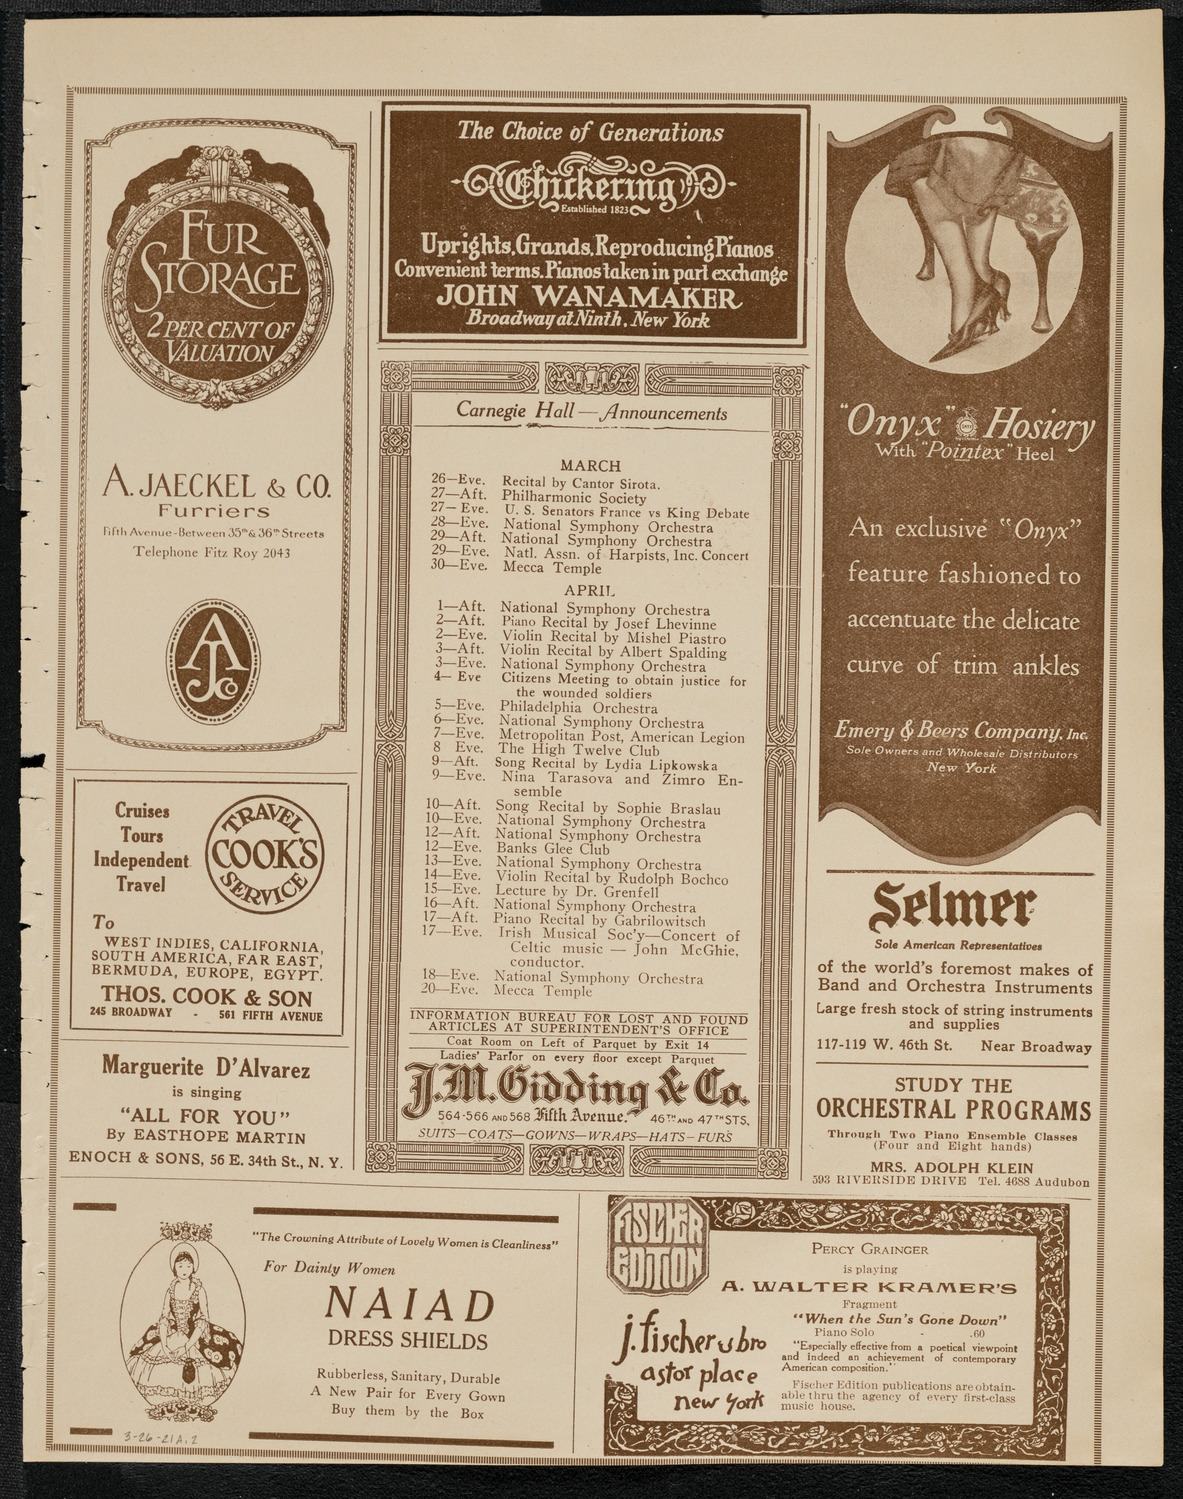 FUR
STORAGE
2 PER CENT OF
VALUATION
A. JAECKEL & CO.
Furriers
Fifth Avenue-Between 35th & 36th Streets
Telephone Fitz Roy 2043
AJCo
Cruises
Tours
Independent
Travel
TRAVEL
COOK'S
SERVICE
To
WEST INDIES, CALIFORNIA,
SOUTH AMERICA, FAR EAST,
BERMUDA, EUROPE, EGYPT.
THOS. COOK & SON
245 BROADWAY - 561 FIFTH AVENUE
Marguerite D'Alvarez
is singing
"ALL FOR YOU"
By EASTHOPE MARTIN
ENOCH & SONS, 56 E. 34th St., N. Y.
The Choice of Generations
Chickering
Established 1823
Uprights, Grands, Reproducing Pianos
Convenient terms. Pianos taken in part exchange
JOHN WANAMAKER
Broadway at Ninth, New York
Carnegie Hall — Announcements
MARCH
26—Eve. Recital by Cantor Sirota.
27—Aft. Philharmonic Society
27—Eve. U. S. Senators France vs King Debate
28—Eve. National Symphony Orchestra
29—Aft. National Symphony Orchestra
29—Eve. Natl. Assn. of Harpists, Inc. Concert
30—Eve. Mecca Temple
APRIL
1—Aft. National Symphony Orchestra
2—Aft. Piano Recital by Josef Lhevinne
2—Eve. Violin Recital by Mishel Piastro
3—Aft. Violin Recital by Albert Spalding
3—Eve. National Symphony Orchestra
4— Eve Citizens Meeting to obtain justice for
the wounded soldiers
5—Eve. Philadelphia Orchestra
6—Eve. National Symphony Orchestra
7—Eve. Metropolitan Post, American Legion
8 Eve. The High Twelve Club
9—Aft. Song Recital by Lydia Lipkowska
9—Eve. Nina Tarasova and Zimro En-
semble
10—Aft. Song Recital by Sophie Braslau
10—Eve. National Symphony Orchestra
12—Aft. National Symphony Orchestra
12—Eve. Banks Glee Club
13—Eve. National Symphony Orchestra
14—Eve. Violin Recital by Rudolph Bochco
15—Eve. Lecture by Dr. Grenfell
16—Aft. National Symphony Orchestra
17—Aft. Piano Recital by Gabrilowitsch
17—Eve. Irish Musical Soc'y—Concert of
Celtic music — John McGhie,
conductor.
18—Eve. National Symphony Orchestra
20—Eve. Mecca Temple
INFORMATION BUREAU FOR LOST AND FOUND
ARTICLES AT SUPERINTENDENT'S OFFICE
Coat Room on Left of Parquet by Exit 14
Ladies' Parlor on every floor except Parquet
J.M. Gidding & Co.
564-566 AND 568 Fifth Avenue. 46TH AND 47TH STS.
SUITS—COATS—GOWNS—WRAPS—HATS—FURS
"Onyx" Hosiery
With "Pointex" Heel
An exclusive "Onyx"
feature fashioned to
accentuate the delicate
curve of trim ankles
Emery & Beers Company, Inc.
Sole Owners and Wholesale Distributors
New York
Selmer
Sole American Representatives
of the world's foremost makes of
Band and Orchestra Instruments
Large fresh stock of string instruments
and supplies
117-119 W. 46th St. Near Broadway
STUDY THE
ORCHESTRAL PROGRAMS
Through Two Piano Ensemble Classes
(Four and Eight hands)
MRS. ADOLPH KLEIN
593 RIVERSIDE DRIVE Tel. 4688 Audubon
"The Crowning Attribute of Lovely Women is Cleanliness"
For Dainty Women
NAIAD
DRESS SHIELDS
Rubberless, Sanitary, Durable
A New Pair for Every Gown
Buy them by the Box
3-26-21A.2
FISCHER
EDITION
j. fischer & bro
astor place
new york
PERCY GRAINGER
is playing
A. WALTER KRAMER'S
Fragment
"When the Sun's Gone Down"
Piano Solo - .60
"Especially effective from a poetical viewpoint
and indeed an achievement of contemporary
American composition."
Fischer Edition publications are obtain-
able thru the agency of every first-class
music house.